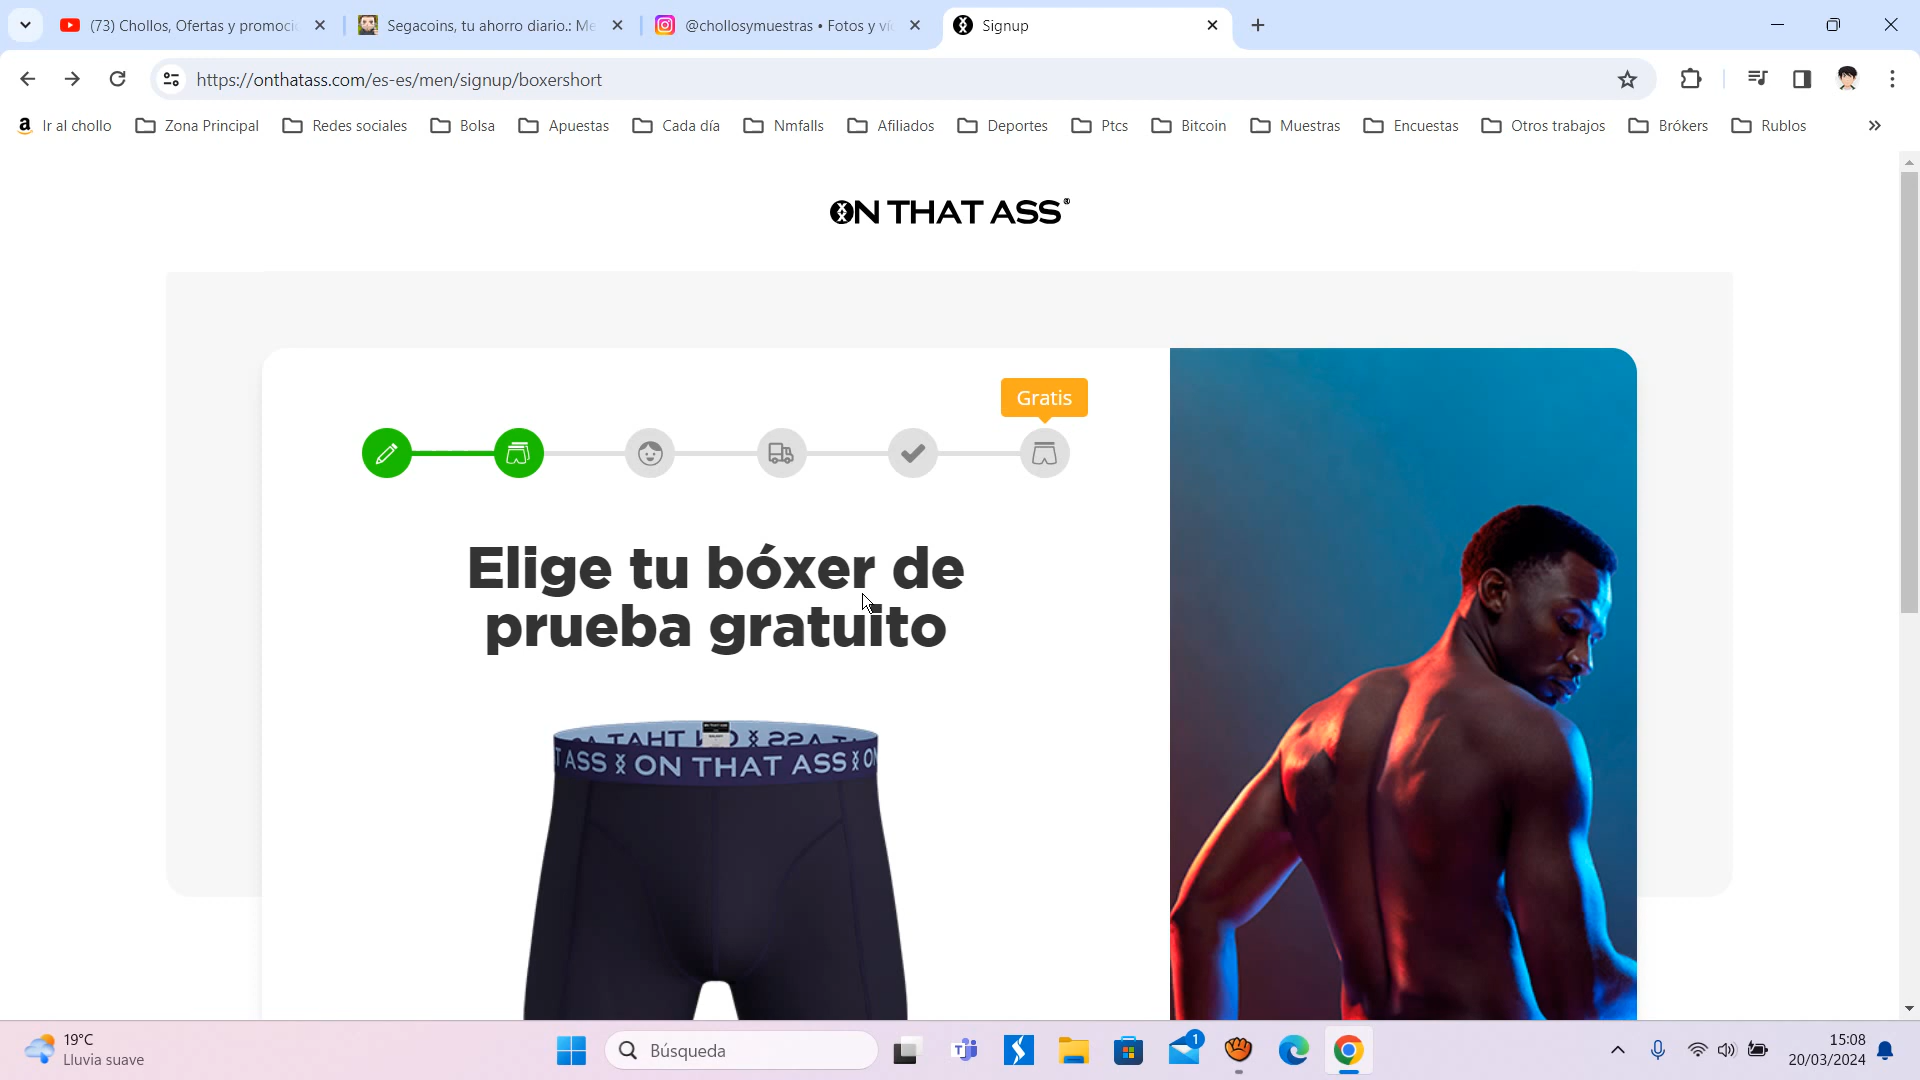 (73) Chollos, Ofertas y promoci
Segacoins, tu ahorro diario.: Me
@chollosymuestras • Fotos y ví
Signup
https://onthatass.com/es-es/men/signup/boxershort
Ir al chollo
Zona Principal
Redes sociales
Bolsa
Apuestas
Cada día
Nmfalls
Afiliados
Deportes
Ptcs
Bitcoin
Muestras
Encuestas
Otros trabajos
Brókers
Rublos
ON THAT ASS®
Gratis
Elige tu bóxer de
prueba gratuito
T ASS ON THAT ASS ON
19°C
Lluvia suave
Búsqueda
1
15:08
20/03/2024